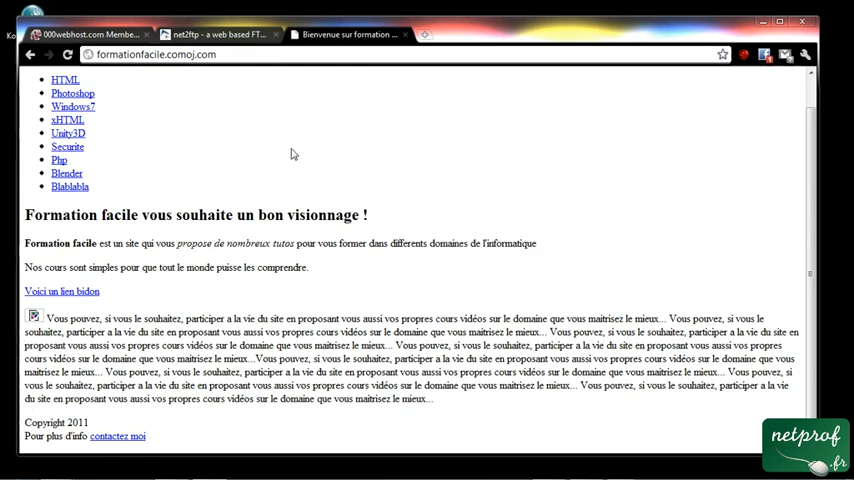 000webhost.com Membe...
net2ftp - a web based FT...
Bienvenue sur formation ...
formationfacile.comoj.com
HTML
Photoshop
Windows7
xHTML
Unity3D
Securite
Php
Blender
Blablabla
Formation facile vous souhaite un bon visionnage !
Formation facile est un site qui vous propose de nombreux tutos pour vous former dans differents domaines de l'informatique
Nos cours sont simples pour que tout le monde puisse les comprendre.
Voici un lien bidon
Vous pouvez, si vous le souhaitez, participer a la vie du site en proposant vous aussi vos propres cours vidéos sur le domaine que vous maitrisez le mieux... Vous pouvez, si vous le
souhaitez, participer a la vie du site en proposant vous aussi vos propres cours vidéos sur le domaine que vous maitrisez le mieux... Vous pouvez, si vous le souhaitez, participer a la vie du site en
proposant vous aussi vos propres cours vidéos sur le domaine que vous maitrisez le mieux... Vous pouvez, si vous le souhaitez, participer a la vie du site en proposant vous aussi vos propres cours
vidéos sur le domaine que vous maitrisez le mieux...Vous pouvez, si vous le souhaitez, participer a la vie du site en proposant vous aussi vos propres cours vidéos sur le domaine que vous
maitrisez le mieux... Vous pouvez, si vous le souhaitez, participer a la vie du site en proposant vous aussi vos propres cours vidéos sur le domaine que vous maitrisez le mieux... Vous pouvez, si
vous le souhaitez, participer a la vie du site en proposant vous aussi vos propres cours vidéos sur le domaine que vous maitrisez le mieux... Vous pouvez, si vous le souhaitez, participer a la vie
du site en proposant vous aussi vos propres cours vidéos sur le domaine que vous maitrisez le mieux...
Copyright 2011
Pour plus d'info contactez moi
netprof
.fr